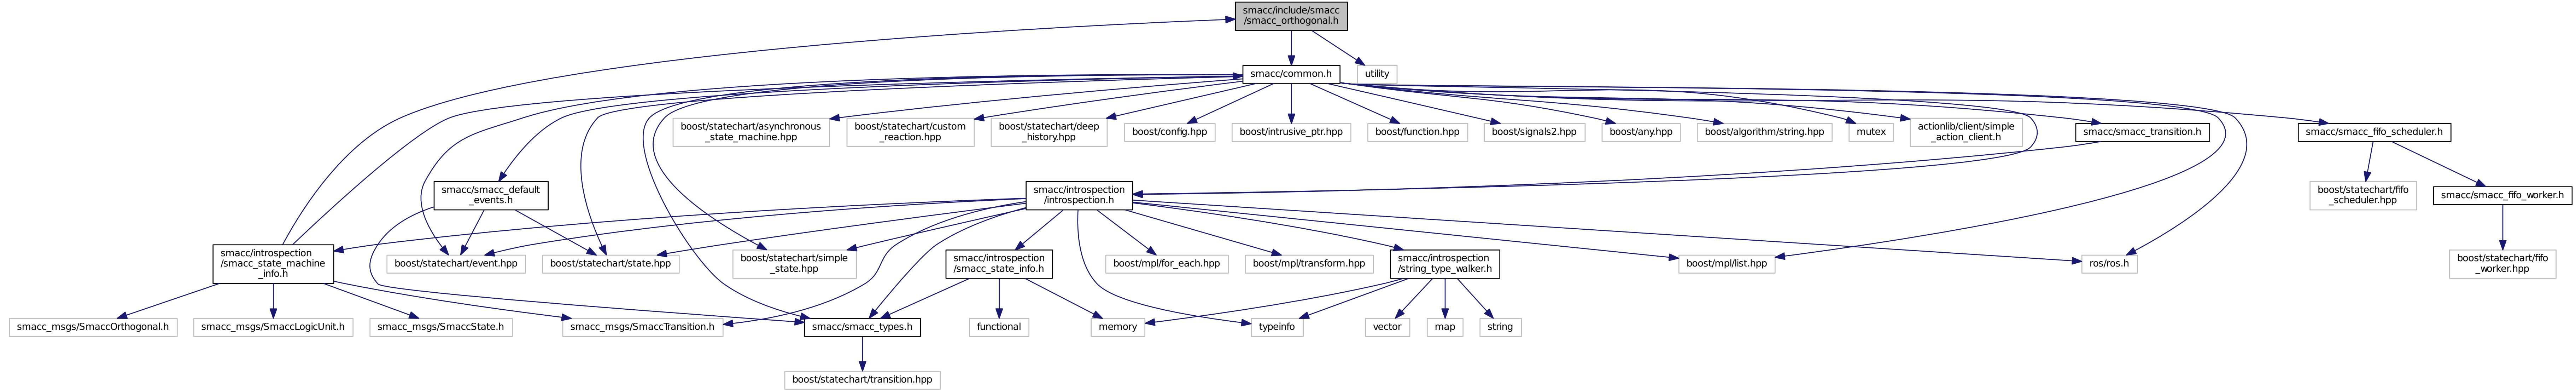 smacc/include/smacc
/smacc_orthogonal.h
smacc/common.h
utility
boost/statechart/asynchronous
_state_machine.hpp
boost/statechart/custom
_reaction.hpp
boost/statechart/deep
_history.hpp
boost/config.hpp
boost/intrusive_ptr.hpp
boost/function.hpp
boost/signals2.hpp
boost/any.hpp
boost/algorithm/string.hpp
mutex
actionlib/client/simple
_action_client.h
smacc/smacc_transition.h
smacc/smacc_fifo_scheduler.h
smacc/smacc_default
_events.h
smacc/introspection
/introspection.h
boost/statechart/fifo
_scheduler.hpp
smacc/smacc_fifo_worker.h
smacc/introspection
/smacc_state_machine
_info.h
boost/statechart/event.hpp
boost/statechart/state.hpp
boost/statechart/simple
_state.hpp
smacc/introspection
/smacc_state_info.h
boost/mpl/for_each.hpp
boost/mpl/transform.hpp
smacc/introspection
/string_type_walker.h
boost/mpl/list.hpp
ros/ros.h
boost/statechart/fifo
_worker.hpp
smacc_msgs/SmaccOrthogonal.h
smacc_msgs/SmaccLogicUnit.h
smacc_msgs/SmaccState.h
smacc_msgs/SmaccTransition.h
smacc/smacc_types.h
functional
memory
typeinfo
vector
map
string
boost/statechart/transition.hpp